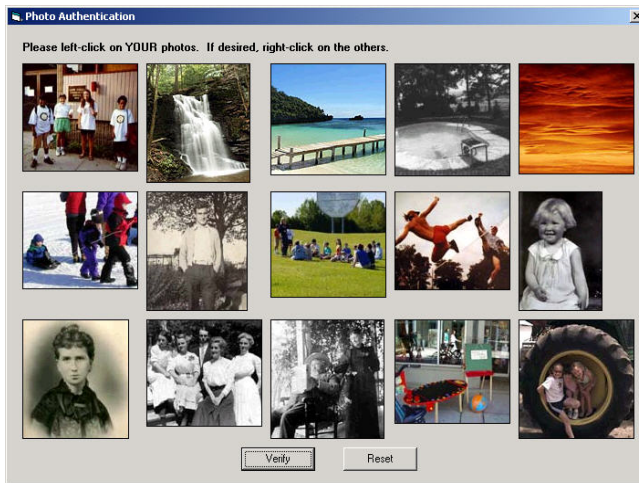 Photo Authentication
Please left-click on YOUR photos. If desired, right-click on the others.
Verify
Reset